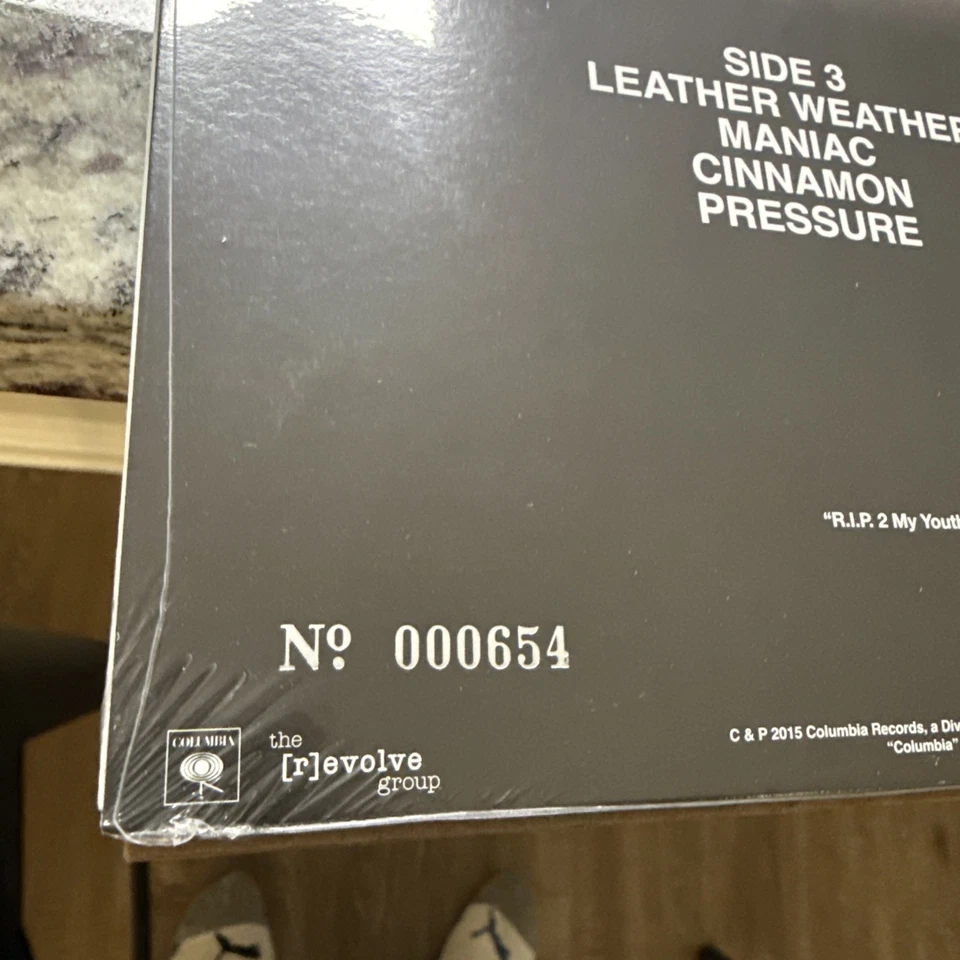 SIDE 3
LEATHER WEATHER
MANIAC
CINNAMON
PRESSURE
“R.I.P. 2 My Youth
Nº 000654
C & P 2015 Columbia Records, a Div
“Columbia”
COLUMBIA
the
[r]evolve
group